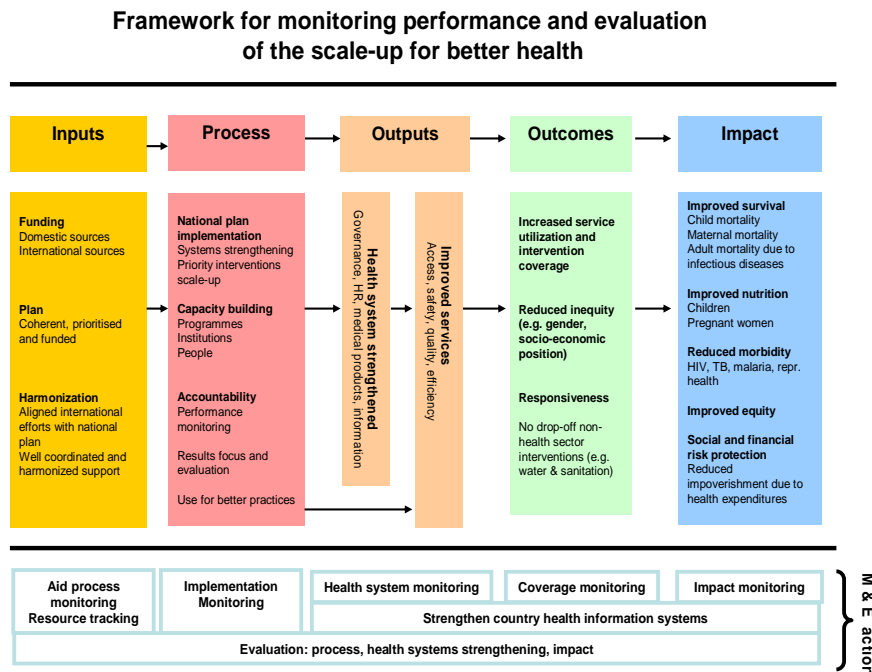 Framework for monitoring performance and evaluation
of the scale-up for better health
Inputs
Process
Outputs
Outcomes
Impact
Funding
Domestic sources
International sources
Plan
Coherent, prioritised
and funded
Harmonization
Aligned international
efforts with national
plan
Well coordinated and
harmonized support
National plan
implementation
Systems strengthening
Priority interventions
scale-up
Capacity building
Programmes
Institutions
People
Accountability
Performance
monitoring
Results focus and
evaluation
Use for better practices
Health system strengthened
Governance, HR, medical products, information
Improved services
Access, safety, quality, efficiency
Increased service
utilization and
intervention
coverage
Reduced inequity
(e.g. gender,
socio-economic
position)
Responsiveness
No drop-off non-
health sector
interventions (e.g.
water & sanitation)
Improved survival
Child mortality
Maternal mortality
Adult mortality due to
infectious diseases
Improved nutrition
Children
Pregnant women
Reduced morbidity
HIV, TB, malaria, repr.
health
Improved equity
Social and financial
risk protection
Reduced
impoverishment due to
health expenditures
Aid process
monitoring
Resource tracking
Implementation
Monitoring
Health system monitoring
Coverage monitoring
Impact monitoring
Strengthen country health information systems
Evaluation: process, health systems strengthening, impact
M & E action